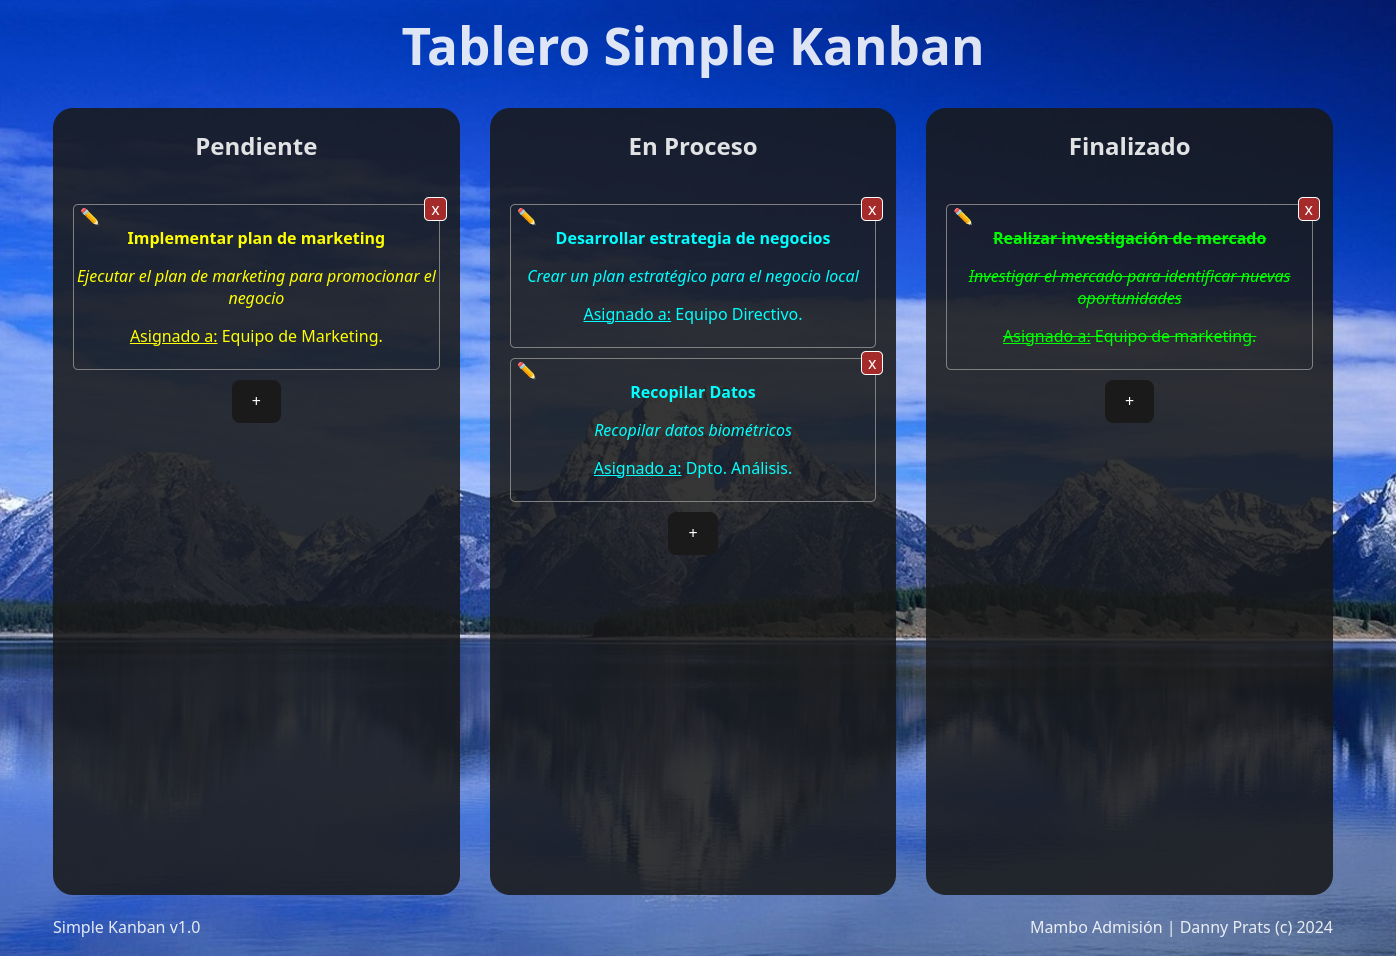 Tablero Simple Kanban
Pendiente
x
Implementar plan de marketing
Ejecutar el plan de marketing para promocionar el
negocio
Asignado a: Equipo de Marketing.
+
En Proceso
x
Desarrollar estrategia de negocios
Crear un plan estratégico para el negocio local
Asignado a: Equipo Directivo.
x
Recopilar Datos
Recopilar datos biométricos
Asignado a: Dpto. Análisis.
+
Finalizado
x
Realizar investigación de mercado
Investigar el mercado para identificar nuevas
oportunidades
Asignado a: Equipo de marketing.
+
Simple Kanban v1.0
Mambo Admisión | Danny Prats (c) 2024